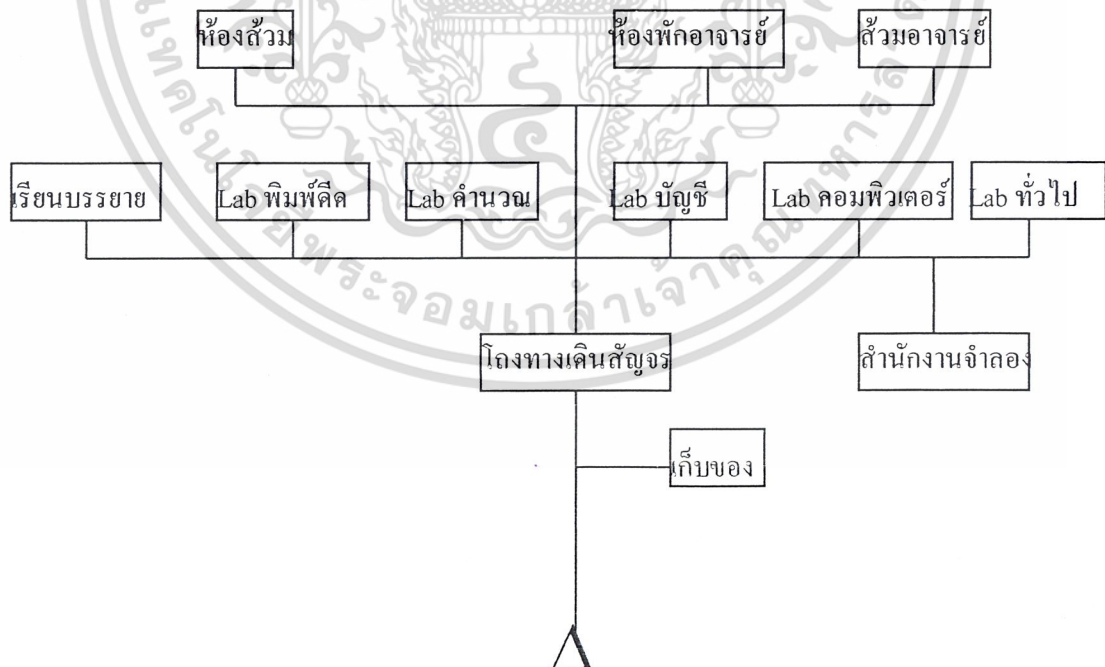 ห้องส้วม
ห้องพักอาจารย์
ส้วมอาจารย์
เรียนบรรยาย
Lab พิมพ์ดีด
Lab คำนวณ
Lab บัญชี
Lab คอมพิวเตอร์
Lab ทั่วไป
โถงทางเดินสัญจร
สำนักงานจำลอง
เก็บของ